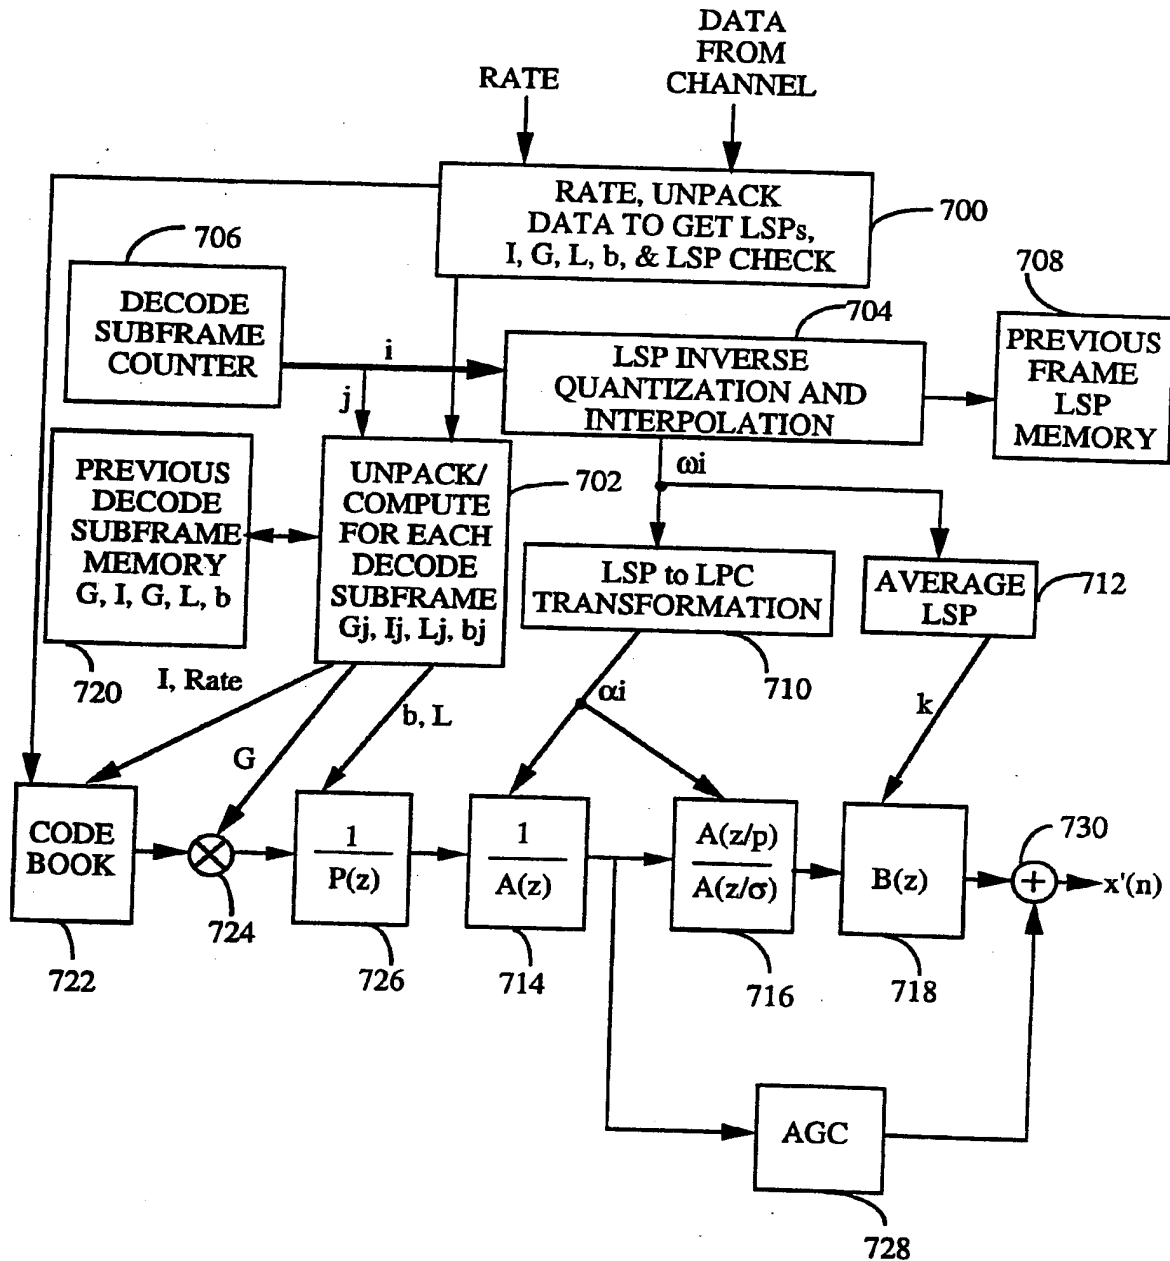 DATA
FROM
CHANNEL
RATE
RATE, UNPACK
DATA TO GET LSPs,
I, G, L, b, & LSP CHECK
700
706
DECODE
SUBFRAME
COUNTER
i
j
704
LSP INVERSE
QUANTIZATION AND
INTERPOLATION
708
PREVIOUS
FRAME
LSP
MEMORY
PREVIOUS
DECODE
SUBFRAME
MEMORY
G, I, G, L, b
720
UNPACK/
COMPUTE
FOR EACH
DECODE
SUBFRAME
Gj, Ij, Lj, bj
702
ωi
LSP to LPC
TRANSFORMATION
710
AVERAGE
LSP
712
I, Rate
G
b, L
αi
k
CODE
BOOK
722
724
1
P(z)
726
1
A(z)
714
A(z/p)
A(z/σ)
716
B(z)
718
730
+
x'(n)
AGC
728